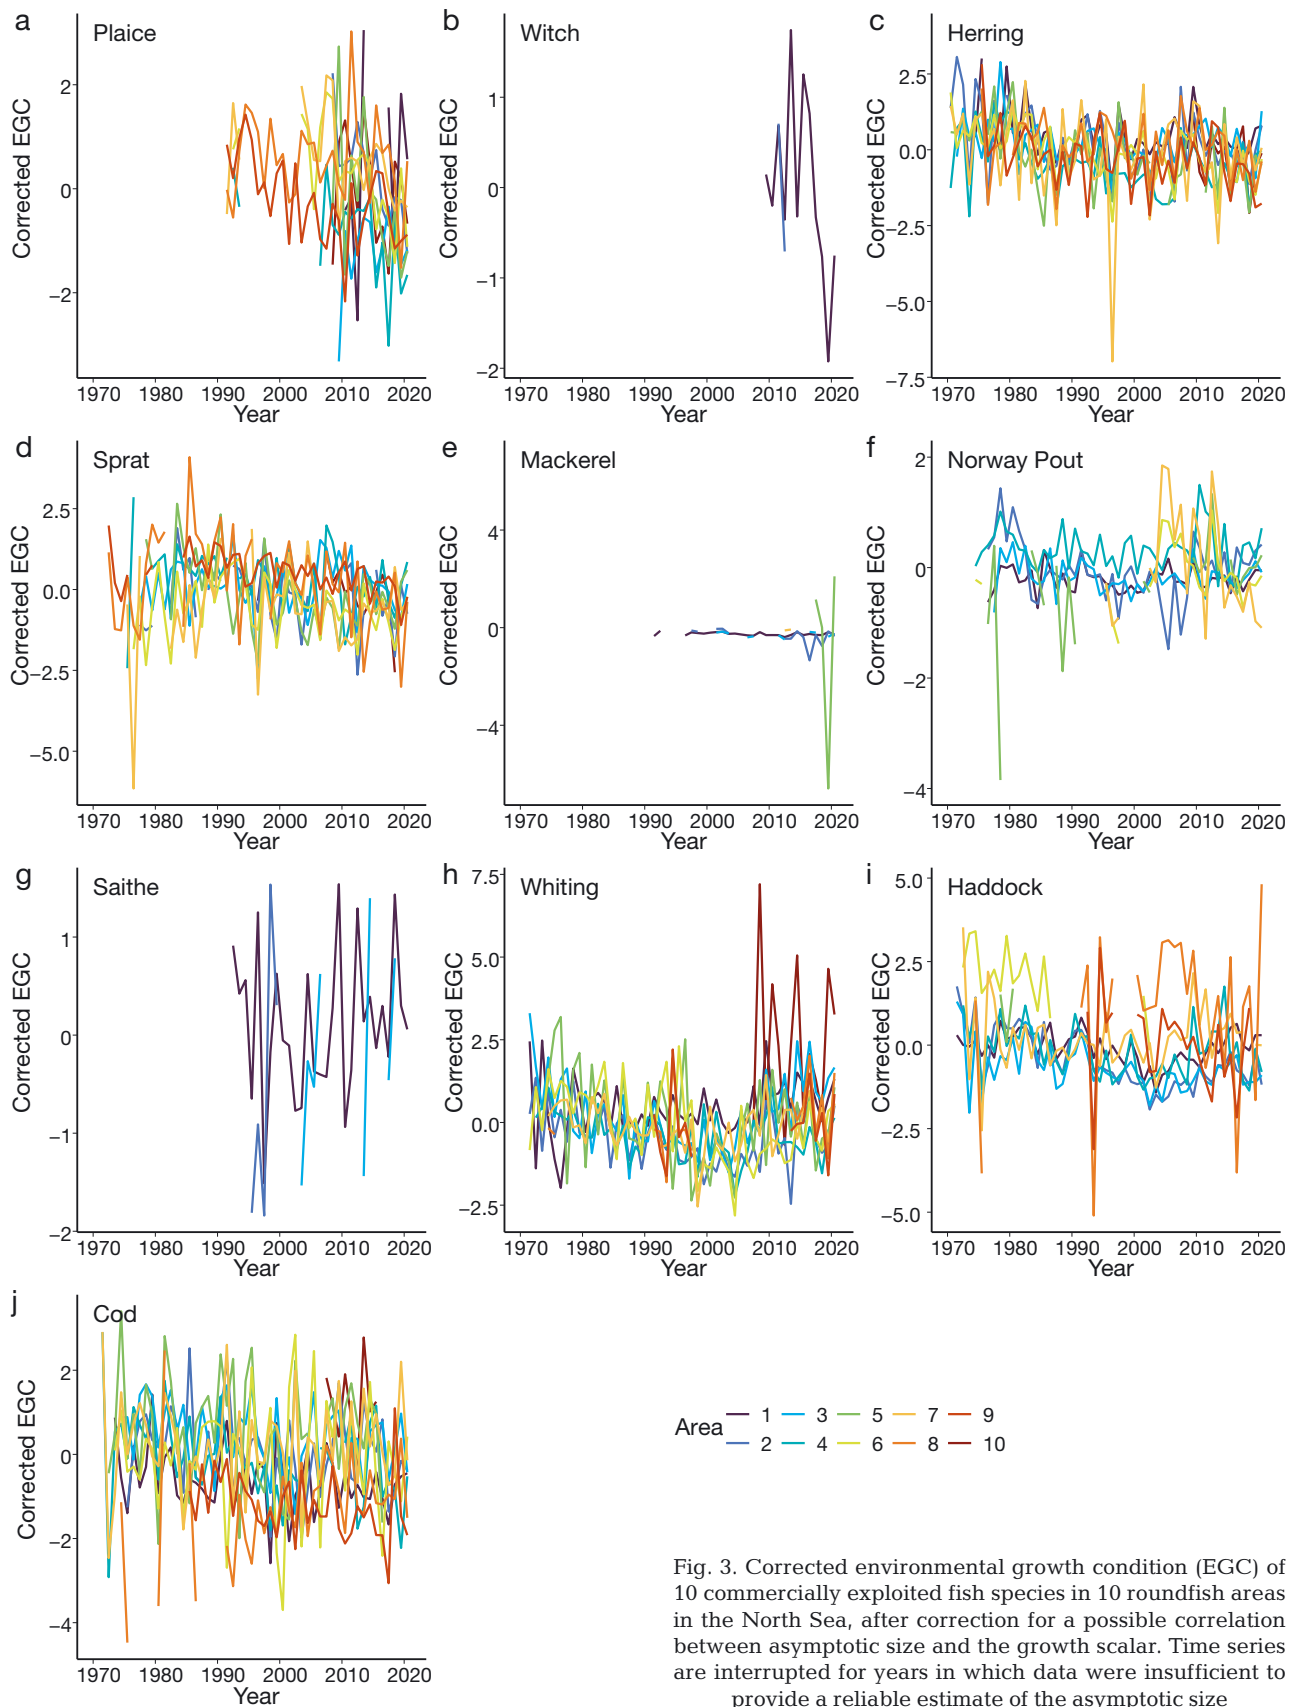 a
Plaice
Corrected EGC
2
0
−2
1970 1980 1990 2000 2010 2020
Year
b
Witch
Corrected EGC
1
0
−1
−2
1970 1980 1990 2000 2010 2020
Year
c
Herring
Corrected EGC
2.5
0.0
−2.5
−5.0
−7.5
1970 1980 1990 2000 2010 2020
Year
d
Sprat
Corrected EGC
2.5
0.0
−2.5
−5.0
1970 1980 1990 2000 2010 2020
Year
e
Mackerel
Corrected EGC
4
0
−4
1970 1980 1990 2000 2010 2020
Year
f
Norway Pout
Corrected EGC
2
0
−2
−4
1970 1980 1990 2000 2010 2020
Year
g
Saithe
Corrected EGC
1
0
−1
−2
1970 1980 1990 2000 2010 2020
Year
h
Whiting
Corrected EGC
7.5
5.0
2.5
0.0
−2.5
1970 1980 1990 2000 2010 2020
Year
i
Haddock
Corrected EGC
5.0
2.5
0.0
−2.5
−5.0
1970 1980 1990 2000 2010 2020
Year
j
Cod
Corrected EGC
2
0
−2
−4
1970 1980 1990 2000 2010 2020
Year
Area
1 3 5 7 9
2 4 6 8 10
Fig. 3. Corrected environmental growth condition (EGC) of
10 commercially exploited fish species in 10 roundfish areas
in the North Sea, after correction for a possible correlation
between asymptotic size and the growth scalar. Time series
are interrupted for years in which data were insufficient to
provide a reliable estimate of the asymptotic size